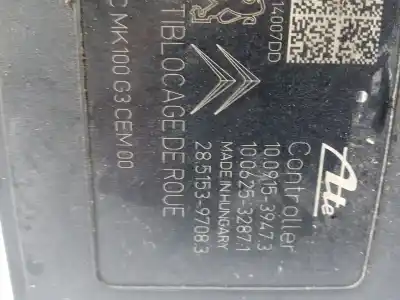 14007DD
Ate
Controller
10.0915-3947.3
10.0625-3287.1
MADE IN HUNGARY
28.5153-9708.3
TIBLOCAGE DE ROUE
C MK100 G3 CEM 00